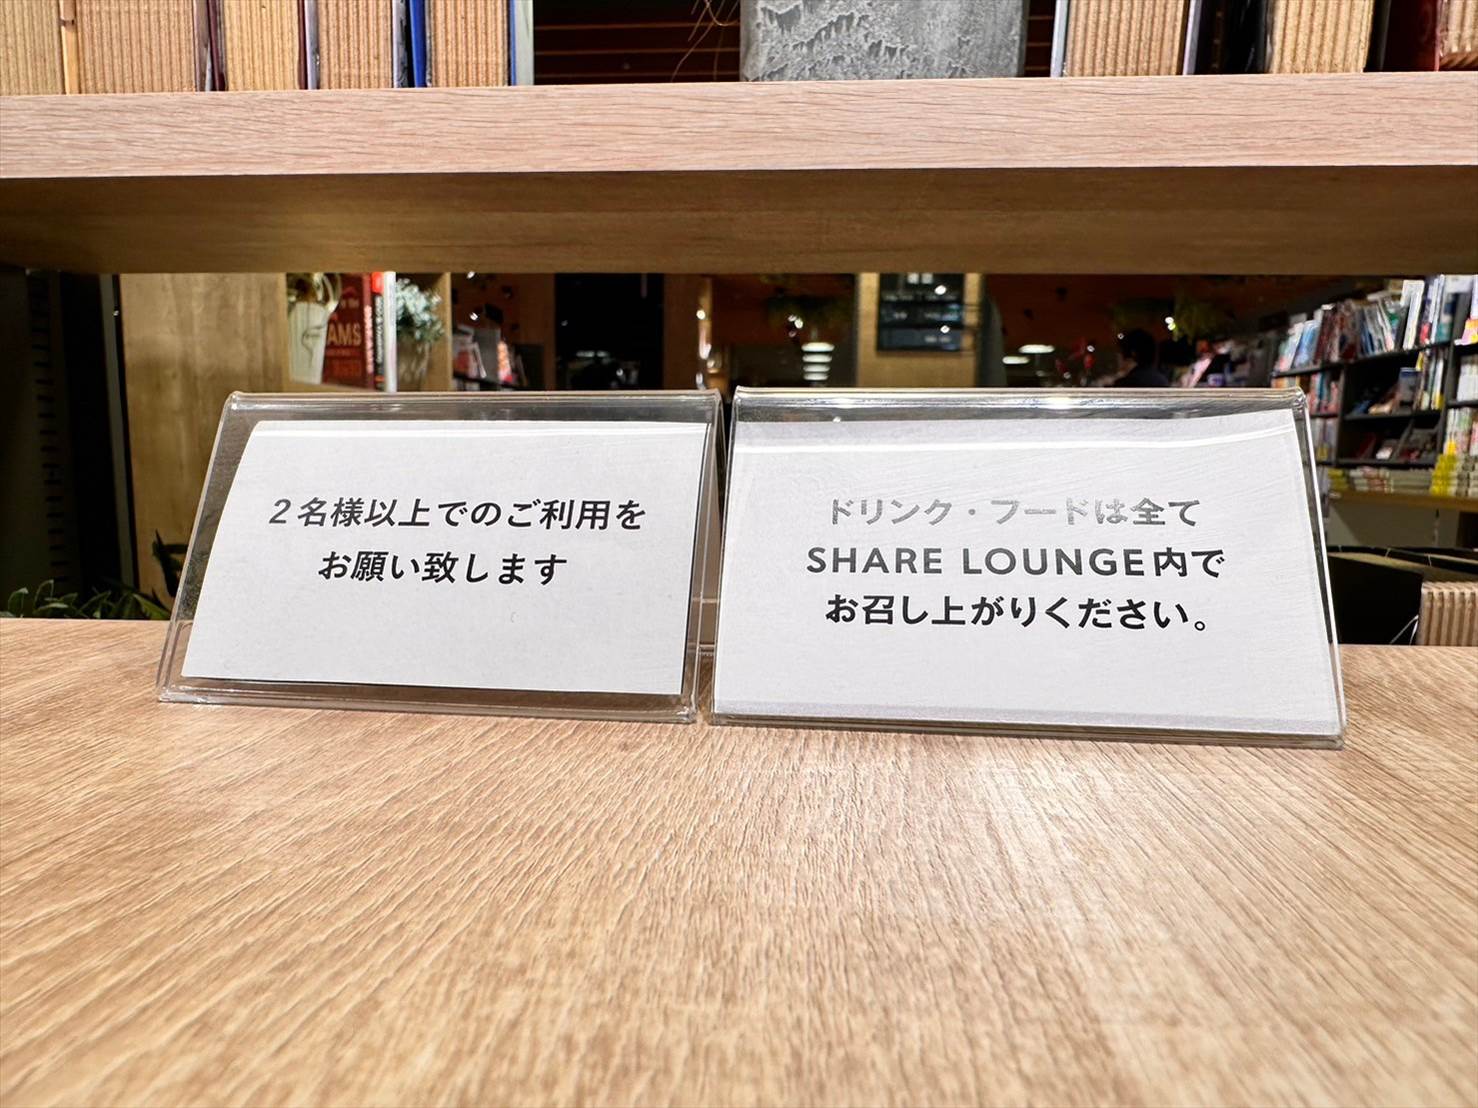 AMS
2名様以上でのご利用を
お願い致します
ドリンク・フードは全て
SHARE LOUNGE内で
お召し上がりください。